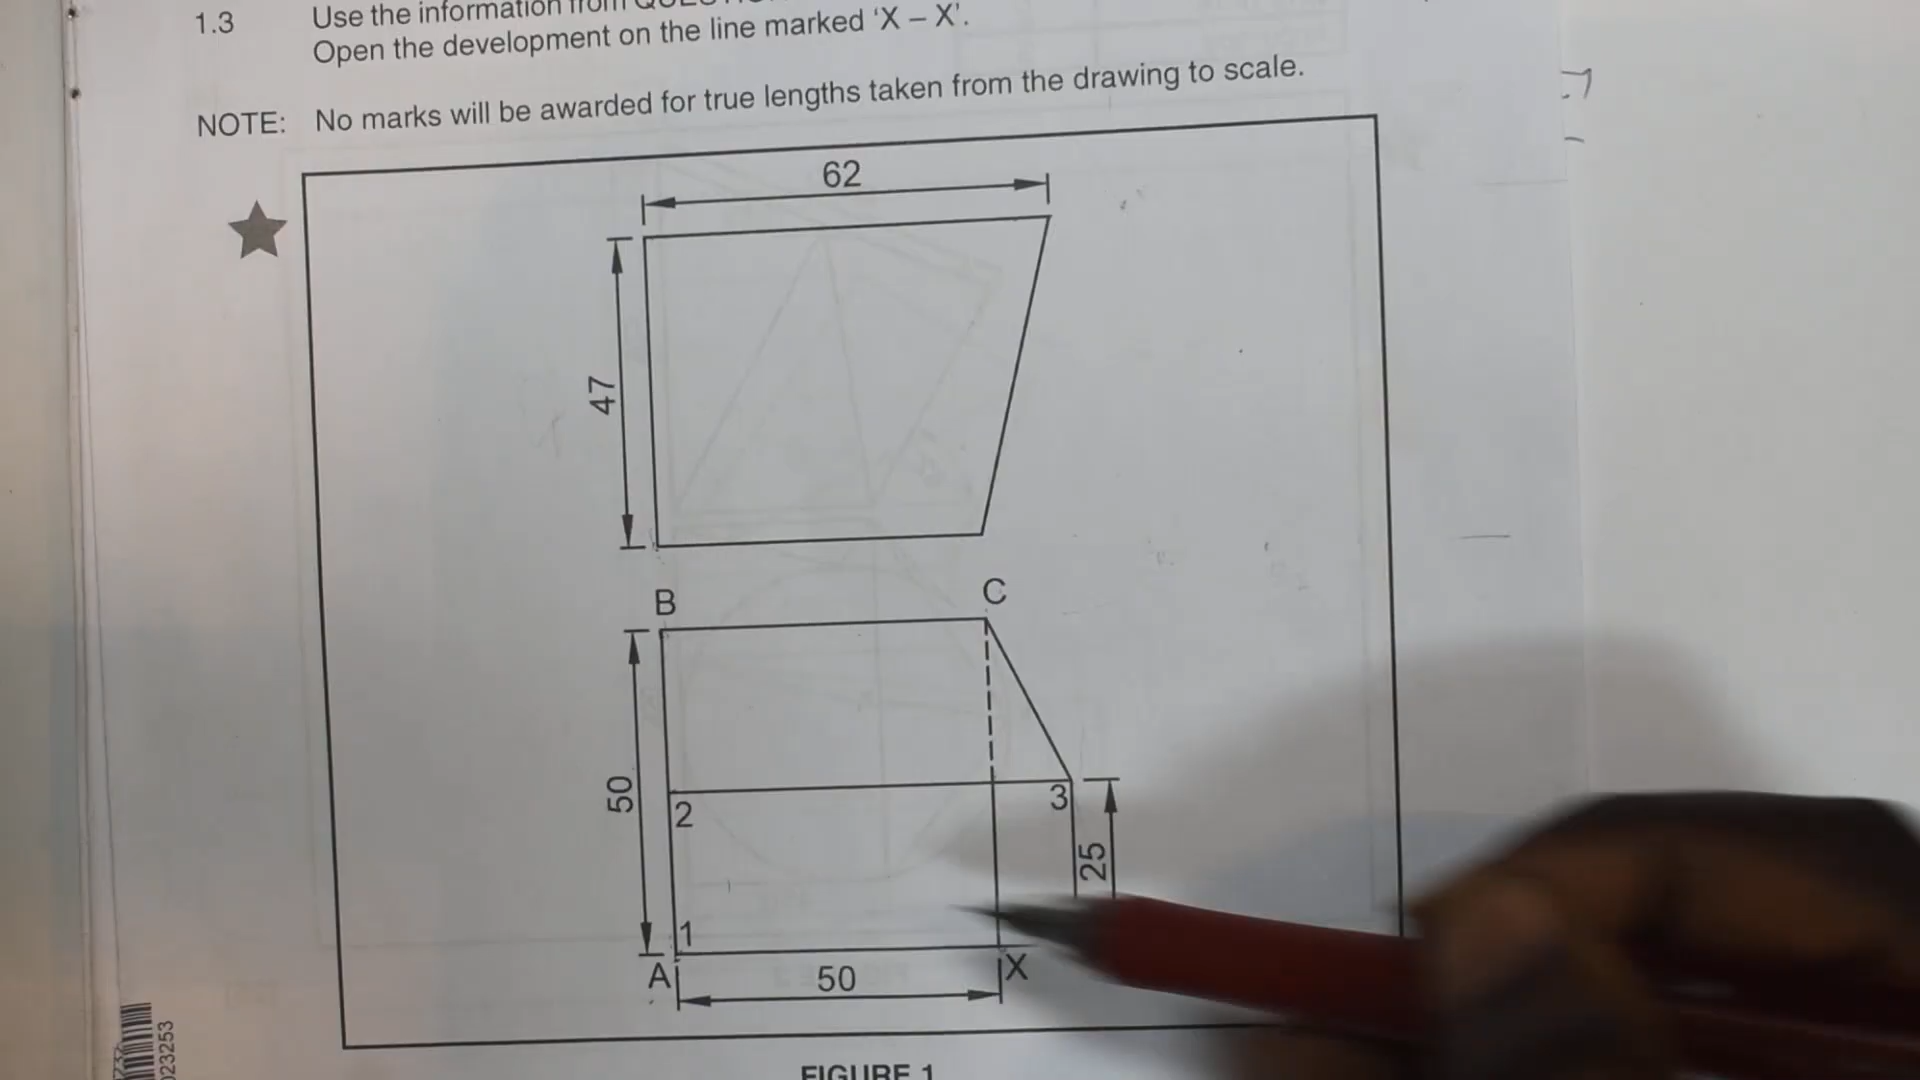 1.3 Use the information from
Open the development on the line marked ‘X – X’.
NOTE: No marks will be awarded for true lengths taken from the drawing to scale.
62
47
B C
50
2 3
25
1
A X
50
FIGURE 1
023253